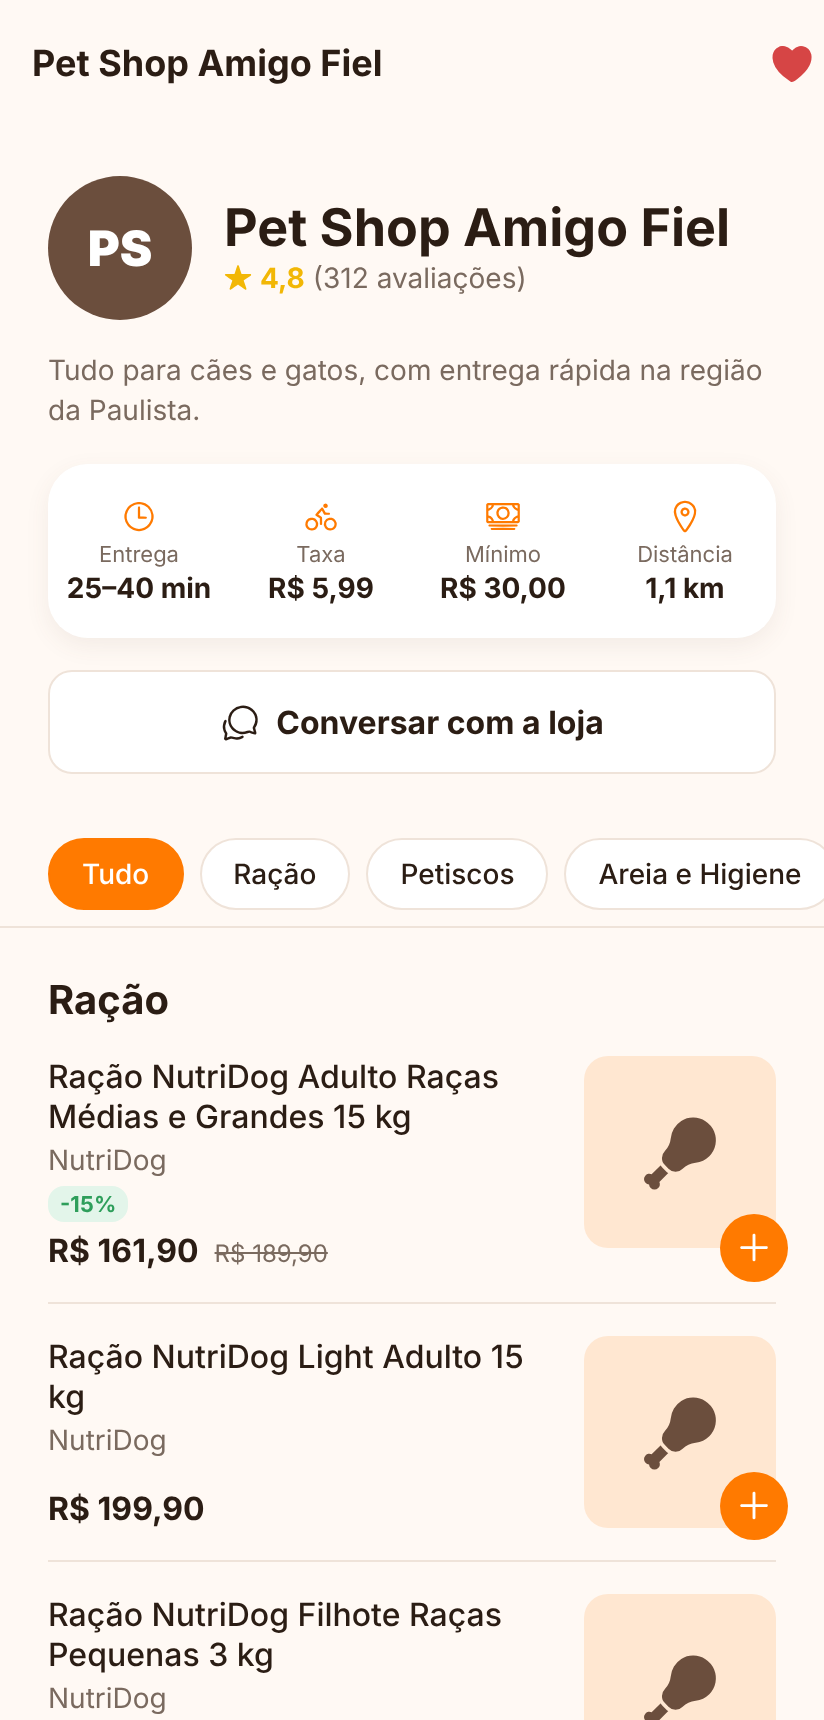 Pet Shop Amigo Fiel
PS
Pet Shop Amigo Fiel
4,8 (312 avaliações)
Tudo para cães e gatos, com entrega rápida na região
da Paulista.
Entrega
25–40 min
Taxa
R$ 5,99
Mínimo
R$ 30,00
Distância
1,1 km
Conversar com a loja
Tudo
Ração
Petiscos
Areia e Higiene
Ração
Ração NutriDog Adulto Raças
Médias e Grandes 15 kg
NutriDog
-15%
R$ 161,90 R$ 189,90
Ração NutriDog Light Adulto 15
kg
NutriDog
R$ 199,90
Ração NutriDog Filhote Raças
Pequenas 3 kg
NutriDog